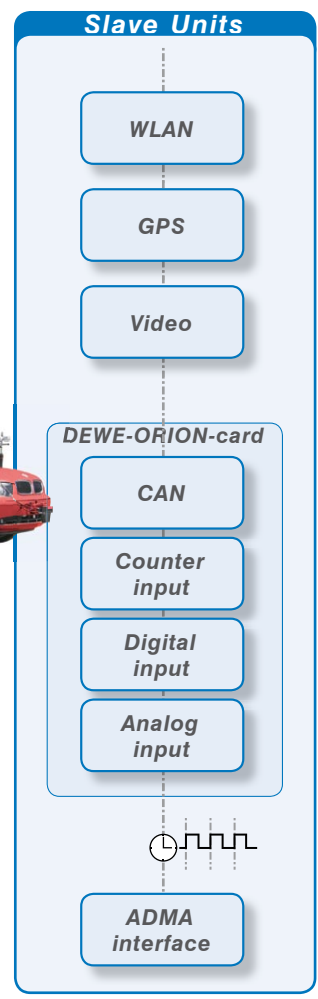 Slave Units
WLAN
GPS
Video
DEWE-ORION-card
CAN
Counter
input
Digital
input
Analog
input
ADMA
interface